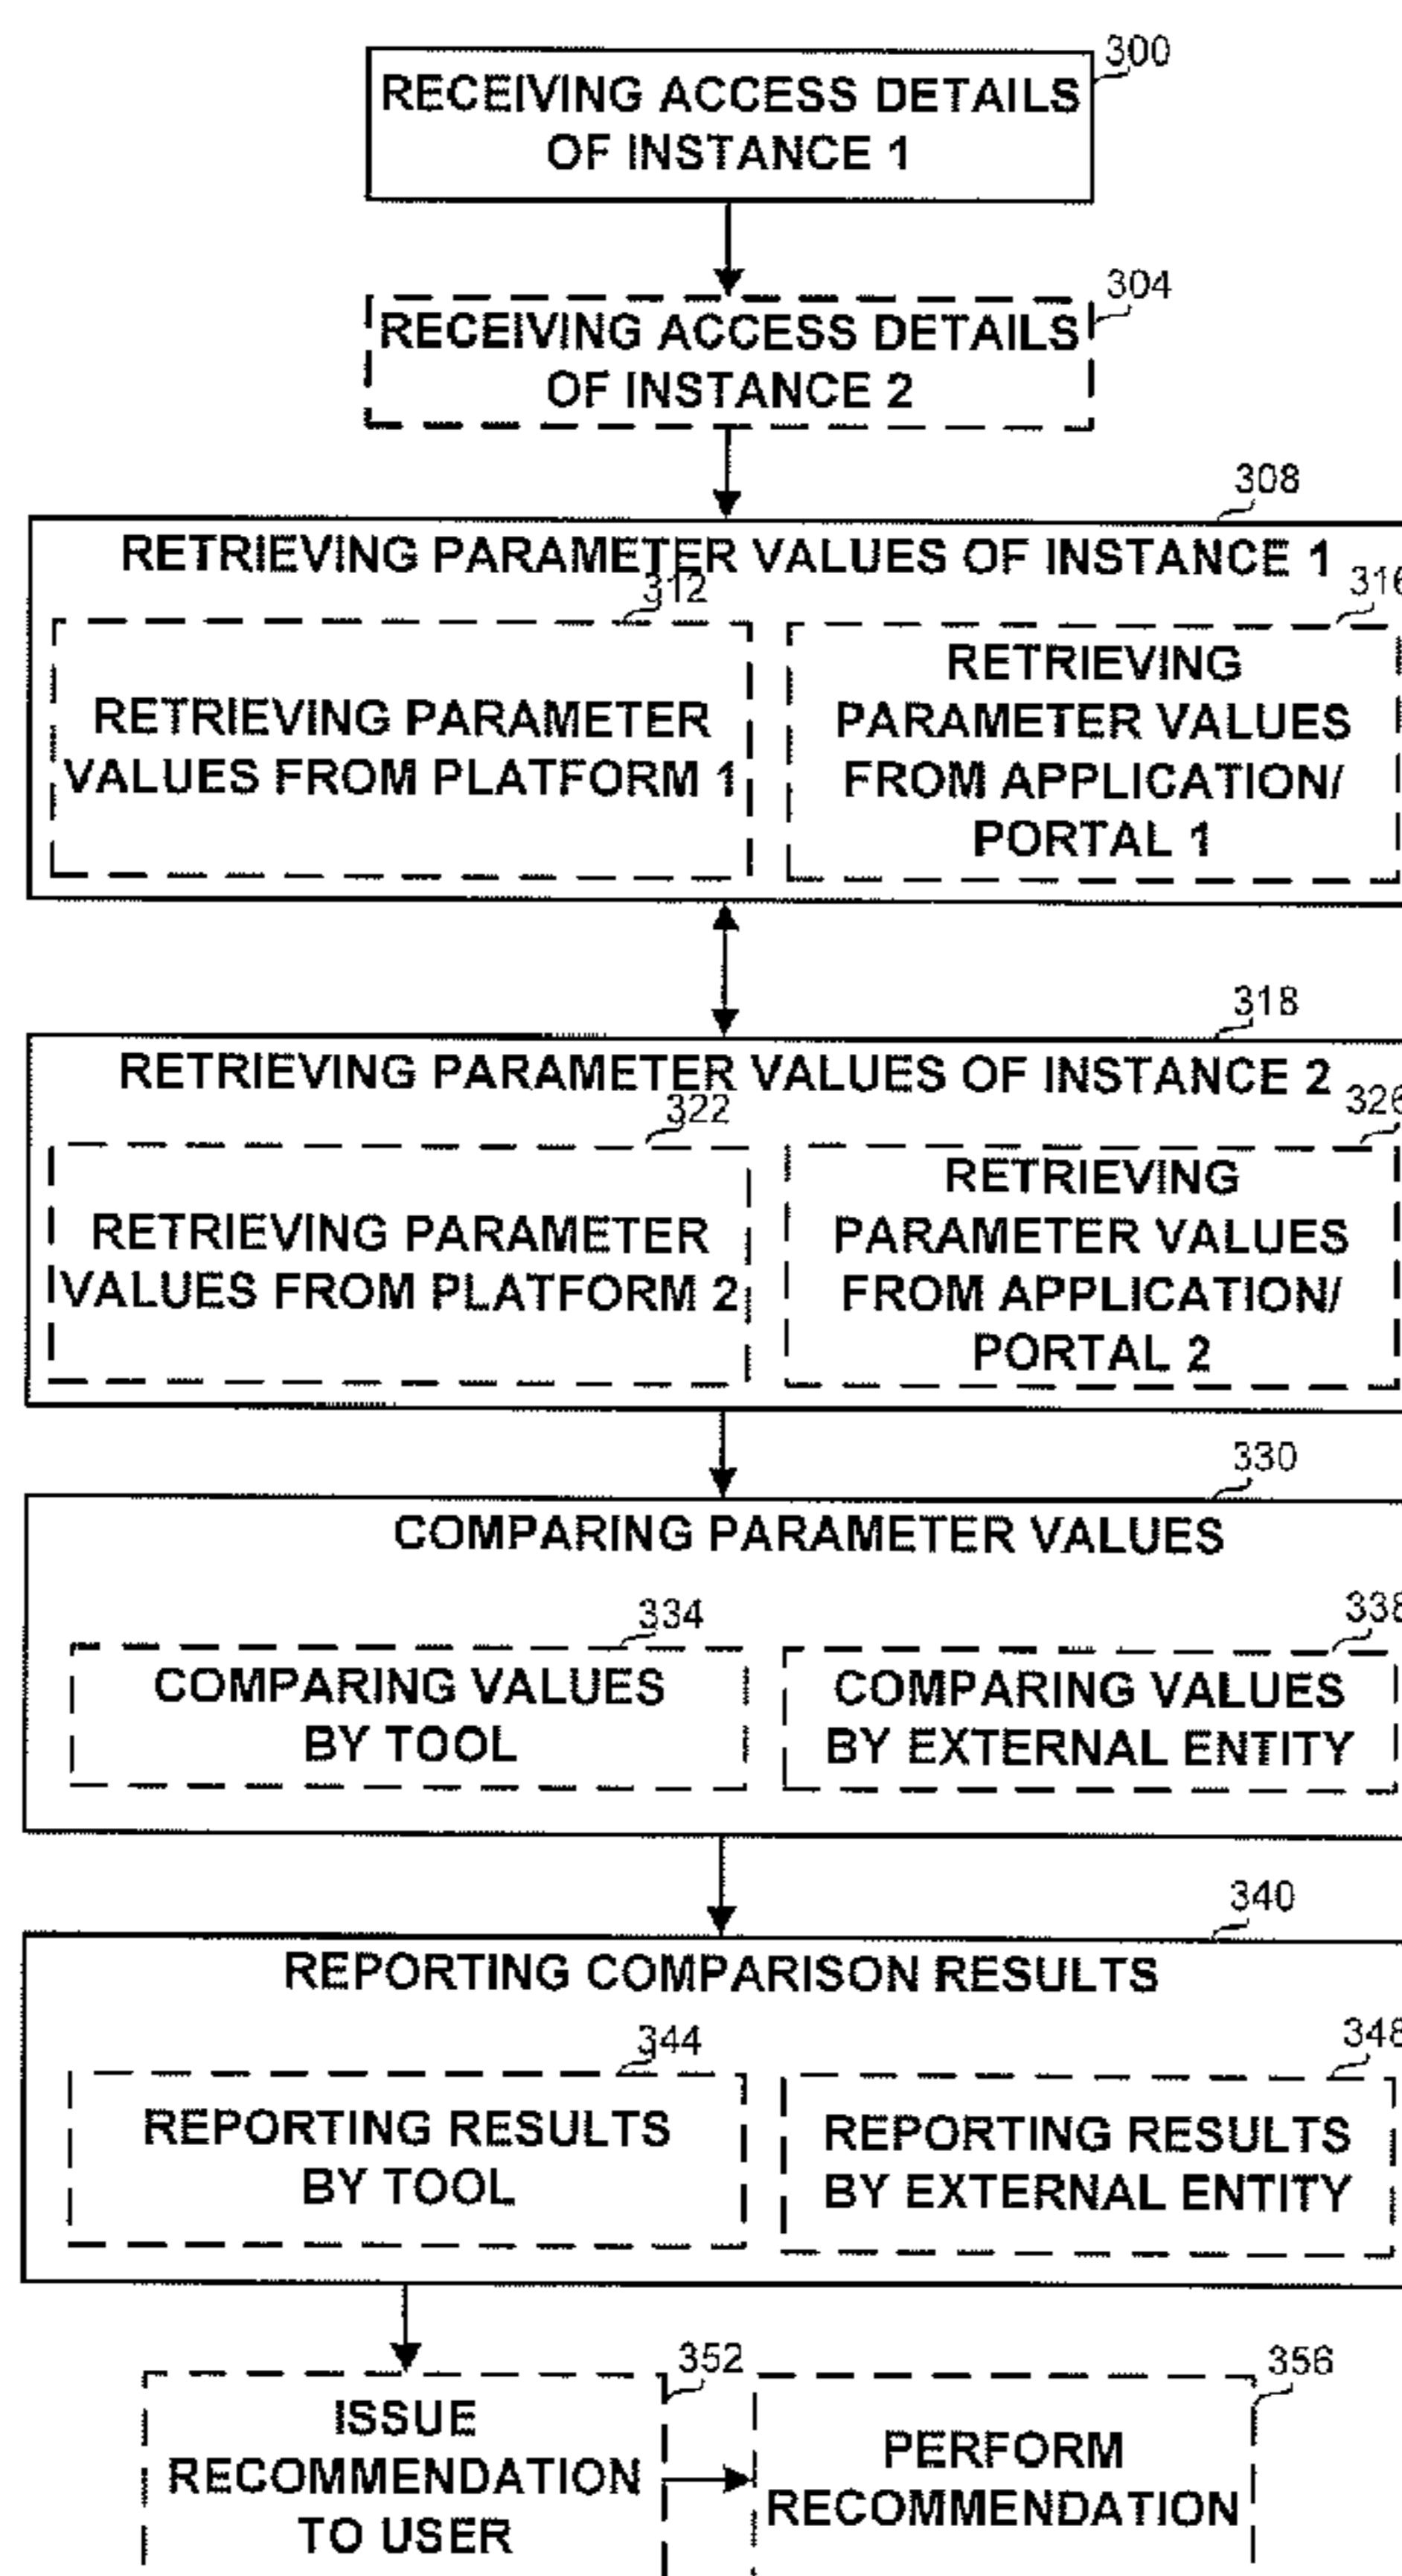 300
RECEIVING ACCESS DETAILS
OF INSTANCE 1
304
RECEIVING ACCESS DETAILS
OF INSTANCE 2
308
RETRIEVING PARAMETER VALUES OF INSTANCE 1
312
RETRIEVING PARAMETER
VALUES FROM PLATFORM 1
316
RETRIEVING
PARAMETER VALUES
FROM APPLICATION/
PORTAL 1
318
RETRIEVING PARAMETER VALUES OF INSTANCE 2
322
RETRIEVING PARAMETER
VALUES FROM PLATFORM 2
326
RETRIEVING
PARAMETER VALUES
FROM APPLICATION/
PORTAL 2
330
COMPARING PARAMETER VALUES
334
COMPARING VALUES
BY TOOL
338
COMPARING VALUES
BY EXTERNAL ENTITY
340
REPORTING COMPARISON RESULTS
344
REPORTING RESULTS
BY TOOL
348
REPORTING RESULTS
BY EXTERNAL ENTITY
352
ISSUE
RECOMMENDATION
TO USER
356
PERFORM
RECOMMENDATION